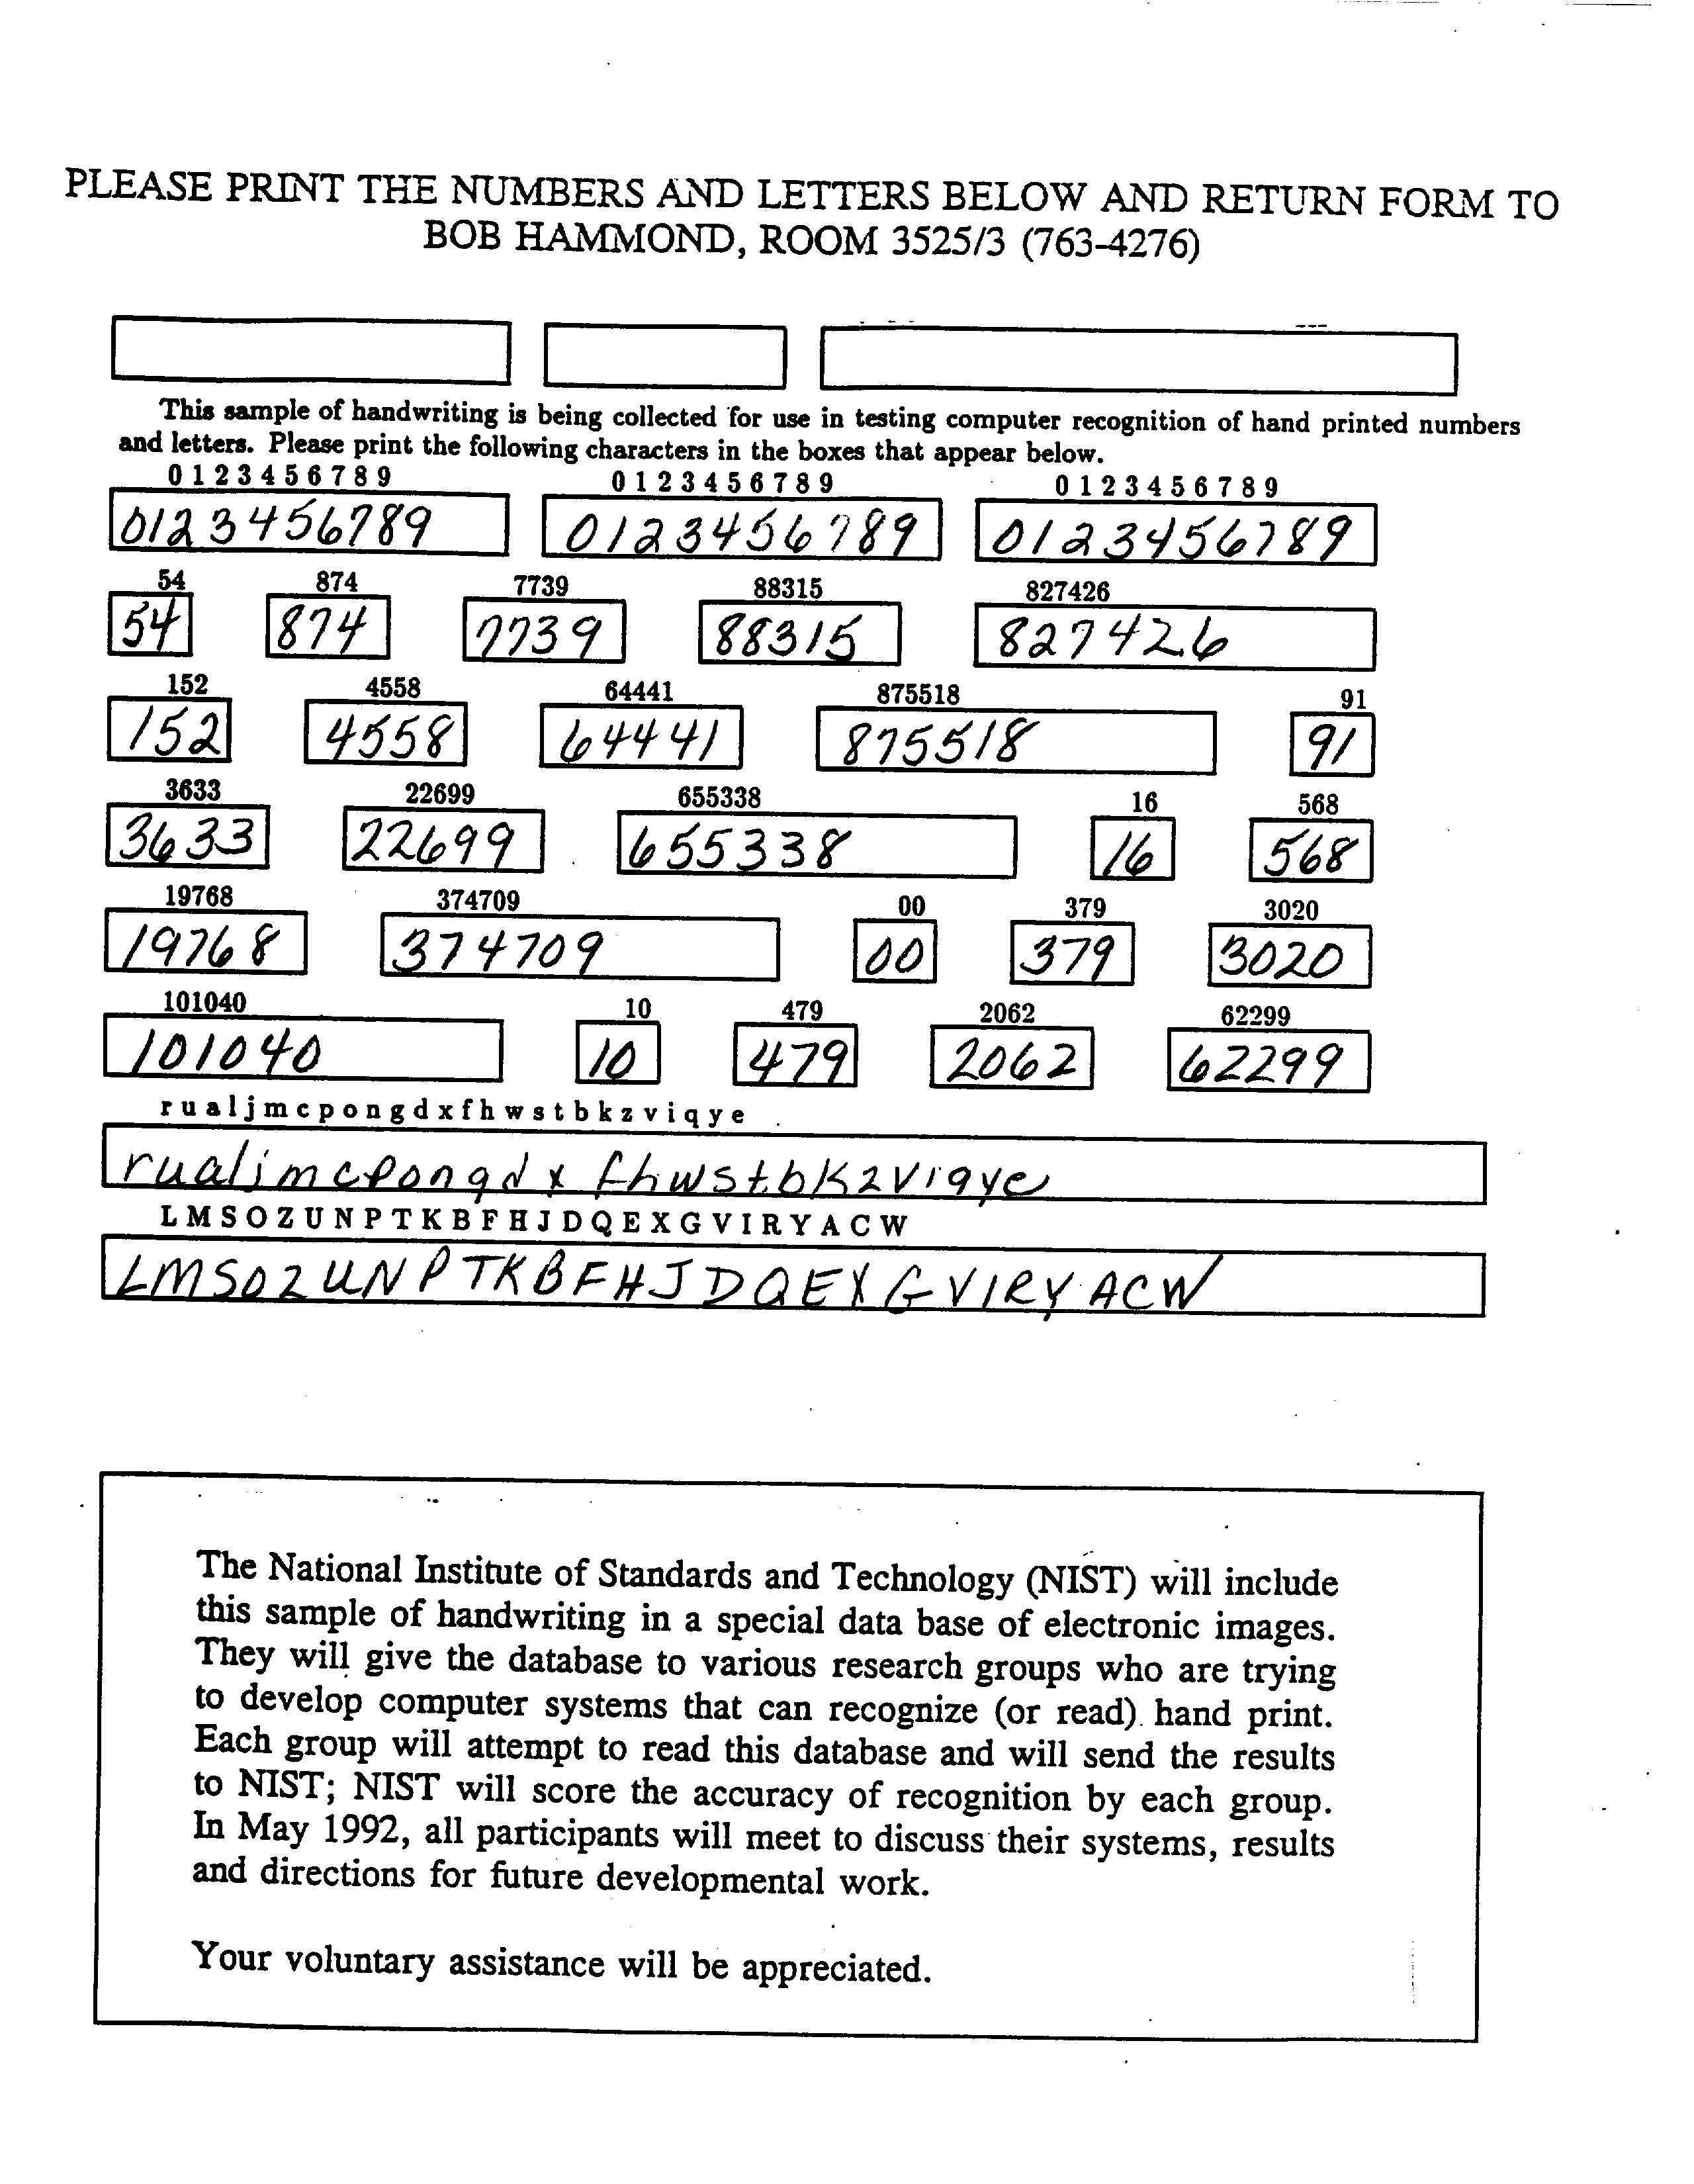 PLEASE PRINT THE NUMBERS AND LETTERS BELOW AND RETURN FORM TO
BOB HAMMOND, ROOM 3525/3 (763-4276)
This sample of handwriting is being collected for use in testing computer recognition of hand printed numbers
and letters. Please print the following characters in the boxes that appear below.
0 1 2 3 4 5 6 7 8 9 0 1 2 3 4 5 6 7 8 9 0 1 2 3 4 5 6 7 8 9
0123456789 0123456789 0123456789
54 874 7739 88315 827426
54 874 7739 88315 827426
152 4558 64441 875518 91
152 4558 64441 875518 91
3633 22699 655338 16 568
3633 22699 655338 16 568
19768 374709 00 379 3020
19768 374709 00 379 3020
101040 10 479 2062 62299
101040 10 479 2062 62299
r u a l j m c p o n g d x f h w s t b k z v i q y e
rualjmcpongdxfhwstbkzviqye
L M S O Z U N P T K B F H J D Q E X G V I R Y A C W
LMSOZUNPTKBFHJDQEXGVIRYACW
The National Institute of Standards and Technology (NIST) will include
this sample of handwriting in a special data base of electronic images.
They will give the database to various research groups who are trying
to develop computer systems that can recognize (or read) hand print.
Each group will attempt to read this database and will send the results
to NIST; NIST will score the accuracy of recognition by each group.
In May 1992, all participants will meet to discuss their systems, results
and directions for future developmental work.
Your voluntary assistance will be appreciated.